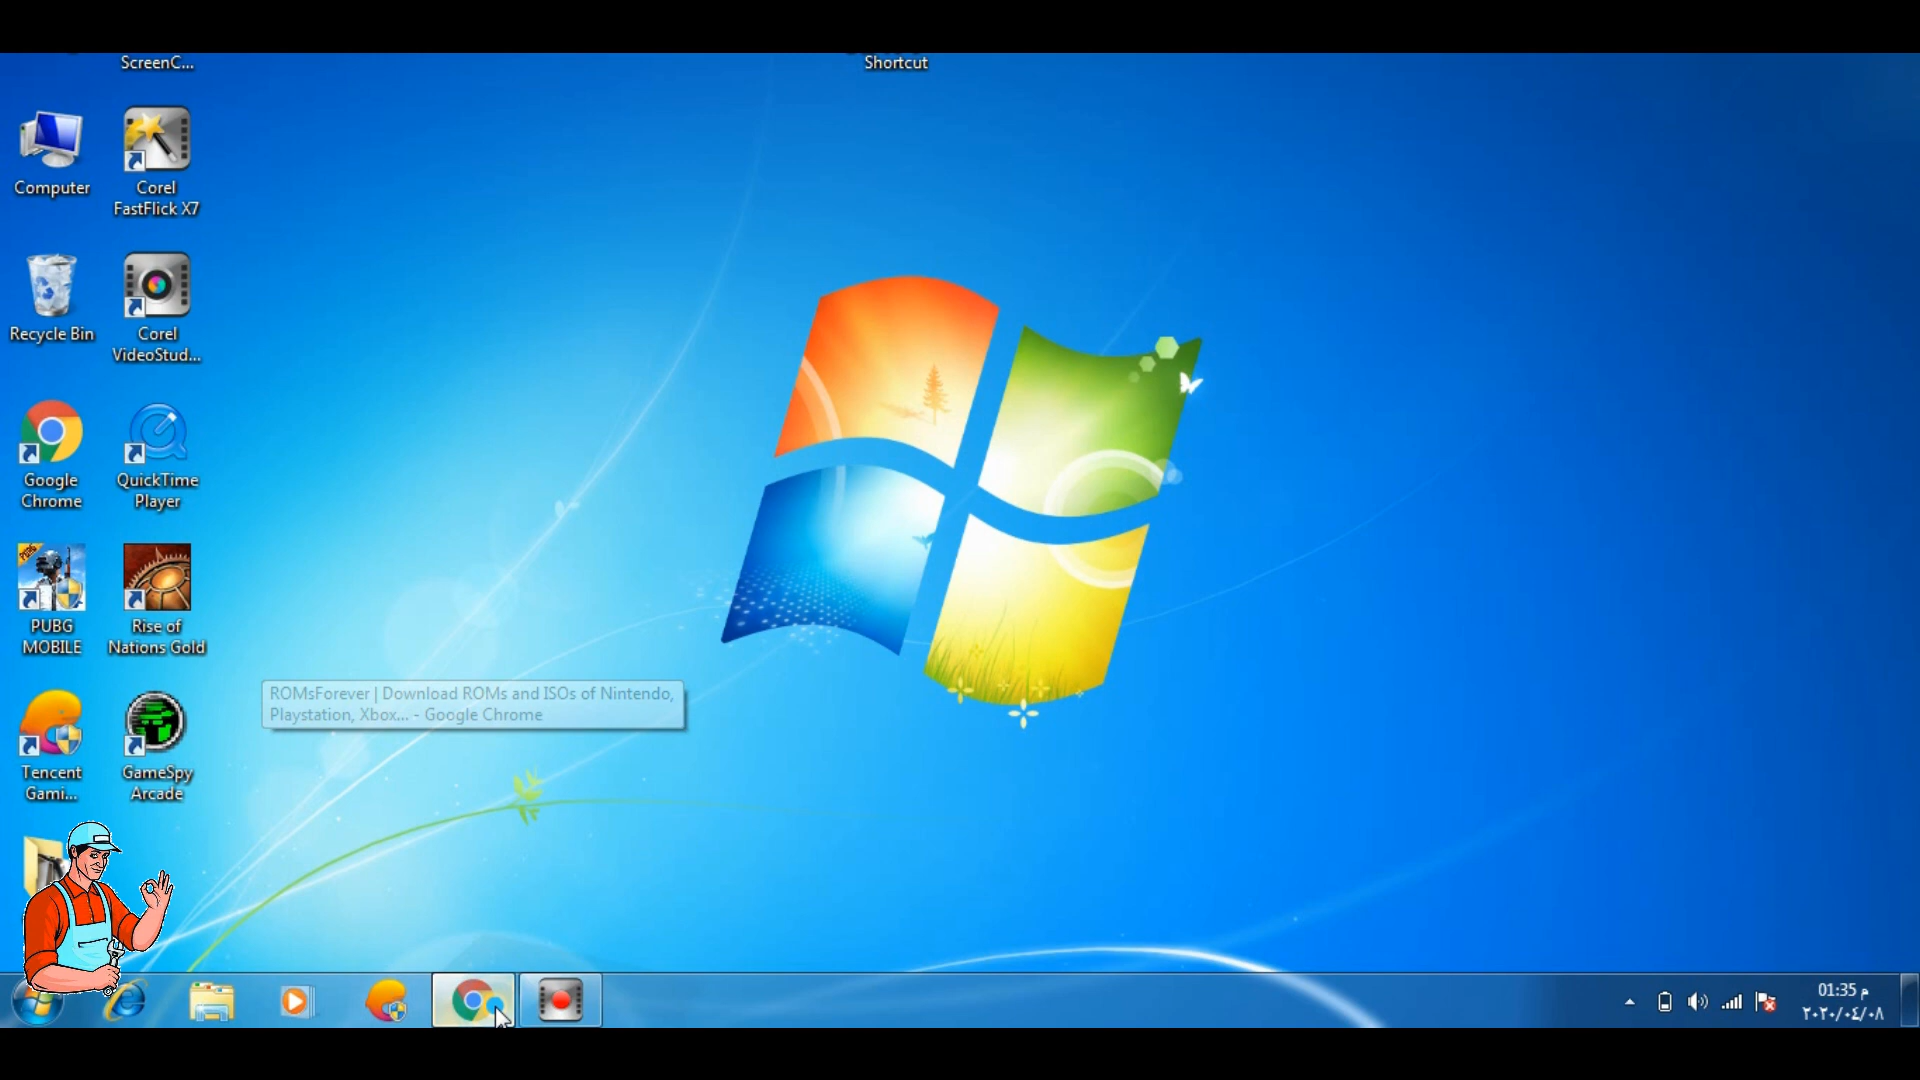 ScreenC...
Shortcut
Computer
Corel
FastFlick X7
Recycle Bin
Corel
VideoStud...
Google
Chrome
QuickTime
Player
PUBG
MOBILE
Rise of
Nations Gold
ROMsForever | Download ROMs and ISOs of Nintendo,
Playstation, Xbox... - Google Chrome
Tencent
Gami...
GameSpy
Arcade
01:35 م
٢٠٢٠/٠٤/٠٨